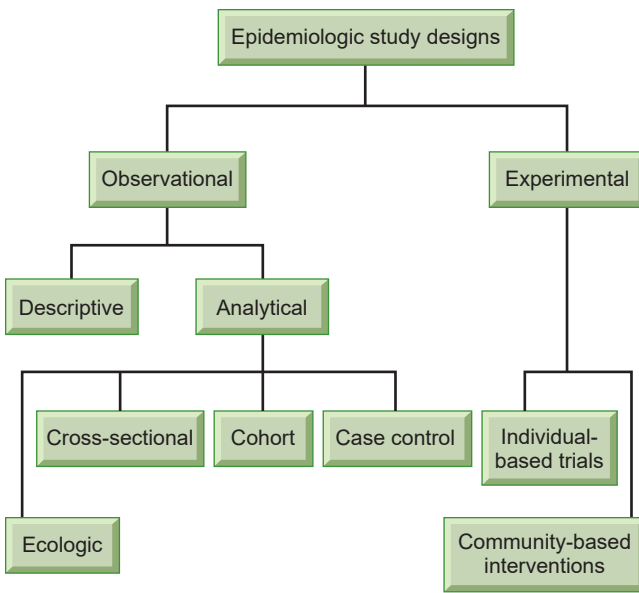 Epidemiologic study designs
Observational
Experimental
Descriptive
Analytical
Cross-sectional
Cohort
Case control
Individual-
based trials
Ecologic
Community-based
interventions